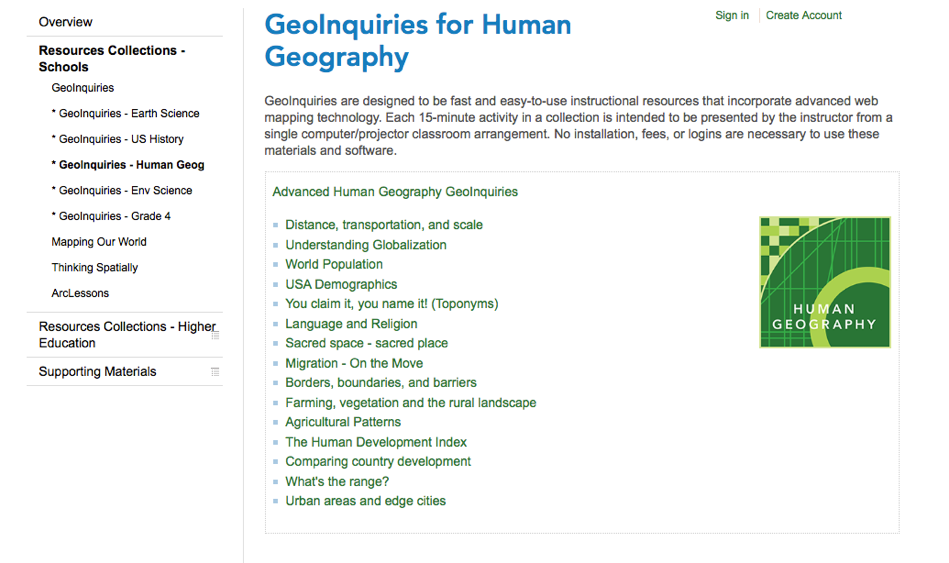 Overview
Resources Collections -
Schools
GeoInquiries
* GeoInquiries - Earth Science
* GeoInquiries - US History
* GeoInquiries - Human Geog
* GeoInquiries - Env Science
* GeoInquiries - Grade 4
Mapping Our World
Thinking Spatially
ArcLessons
Resources Collections - Higher
Education
Supporting Materials
Sign in
Create Account
GeoInquiries for Human
Geography
GeoInquiries are designed to be fast and easy-to-use instructional resources that incorporate advanced web
mapping technology. Each 15-minute activity in a collection is intended to be presented by the instructor from a
single computer/projector classroom arrangement. No installation, fees, or logins are necessary to use these
materials and software.
Advanced Human Geography GeoInquiries
Distance, transportation, and scale
Understanding Globalization
World Population
USA Demographics
You claim it, you name it! (Toponyms)
Language and Religion
Sacred space - sacred place
Migration - On the Move
Borders, boundaries, and barriers
Farming, vegetation and the rural landscape
Agricultural Patterns
The Human Development Index
Comparing country development
What's the range?
Urban areas and edge cities
HUMAN
GEOGRAPHY